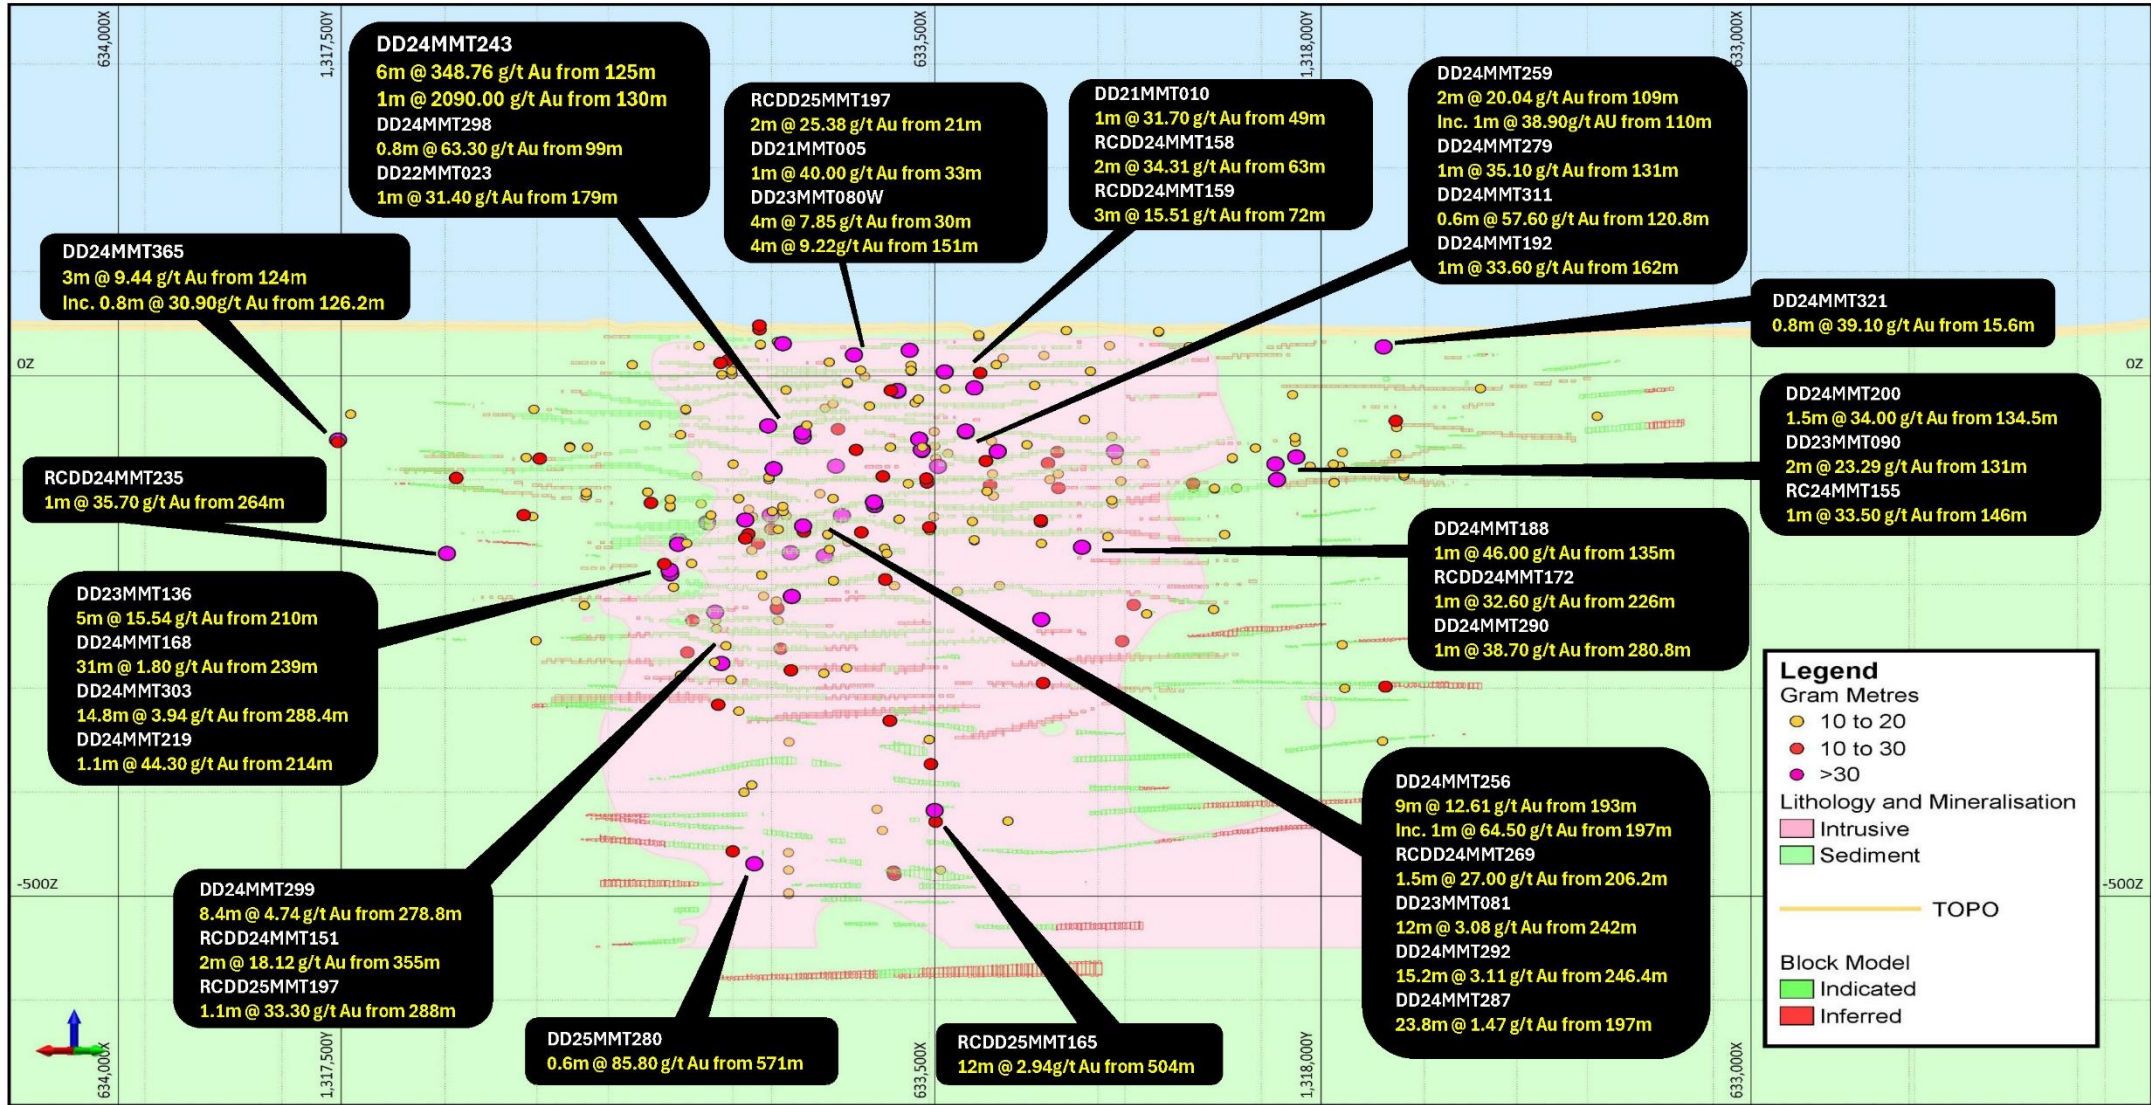 634,000X
1,317,500Y
633,500X
1,318,000Y
633,000X
DD24MMT243
6m @ 348.76 g/t Au from 125m
1m @ 2090.00 g/t Au from 130m
DD24MMT298
0.8m @ 63.30 g/t Au from 99m
DD22MMT023
1m @ 31.40 g/t Au from 179m
RCDD25MMT197
2m @ 25.38 g/t Au from 21m
DD21MMT005
1m @ 40.00 g/t Au from 33m
DD23MMT080W
4m @ 7.85 g/t Au from 30m
4m @ 9.22g/t Au from 151m
DD21MMT010
1m @ 31.70 g/t Au from 49m
RCDD24MMT158
2m @ 34.31 g/t Au from 63m
RCDD24MMT159
3m @ 15.51 g/t Au from 72m
DD24MMT259
2m @ 20.04 g/t Au from 109m
Inc. 1m @ 38.90g/t AU from 110m
DD24MMT279
1m @ 35.10 g/t Au from 131m
DD24MMT311
0.6m @ 57.60 g/t Au from 120.8m
DD24MMT192
1m @ 33.60 g/t Au from 162m
DD24MMT365
3m @ 9.44 g/t Au from 124m
Inc. 0.8m @ 30.90g/t Au from 126.2m
DD24MMT321
0.8m @ 39.10 g/t Au from 15.6m
0Z
0Z
DD24MMT200
1.5m @ 34.00 g/t Au from 134.5m
DD23MMT090
2m @ 23.29 g/t Au from 131m
RC24MMT155
1m @ 33.50 g/t Au from 146m
RCDD24MMT235
1m @ 35.70 g/t Au from 264m
DD24MMT188
1m @ 46.00 g/t Au from 135m
RCDD24MMT172
1m @ 32.60 g/t Au from 226m
DD24MMT290
1m @ 38.70 g/t Au from 280.8m
DD23MMT136
5m @ 15.54 g/t Au from 210m
DD24MMT168
31m @ 1.80 g/t Au from 239m
DD24MMT303
14.8m @ 3.94 g/t Au from 288.4m
DD24MMT219
1.1m @ 44.30 g/t Au from 214m
Legend
Gram Metres
10 to 20
10 to 30
>30
Lithology and Mineralisation
Intrusive
Sediment
TOPO
Block Model
Indicated
Inferred
DD24MMT256
9m @ 12.61 g/t Au from 193m
Inc. 1m @ 64.50 g/t Au from 197m
RCDD24MMT269
1.5m @ 27.00 g/t Au from 206.2m
DD23MMT081
12m @ 3.08 g/t Au from 242m
DD24MMT292
15.2m @ 3.11 g/t Au from 246.4m
DD24MMT287
23.8m @ 1.47 g/t Au from 197m
-500Z
-500Z
DD24MMT299
8.4m @ 4.74 g/t Au from 278.8m
RCDD24MMT151
2m @ 18.12 g/t Au from 355m
RCDD25MMT197
1.1m @ 33.30 g/t Au from 288m
DD25MMT280
0.6m @ 85.80 g/t Au from 571m
RCDD25MMT165
12m @ 2.94g/t Au from 504m
634,000X
1,317,500Y
633,500X
1,318,000Y
633,000X